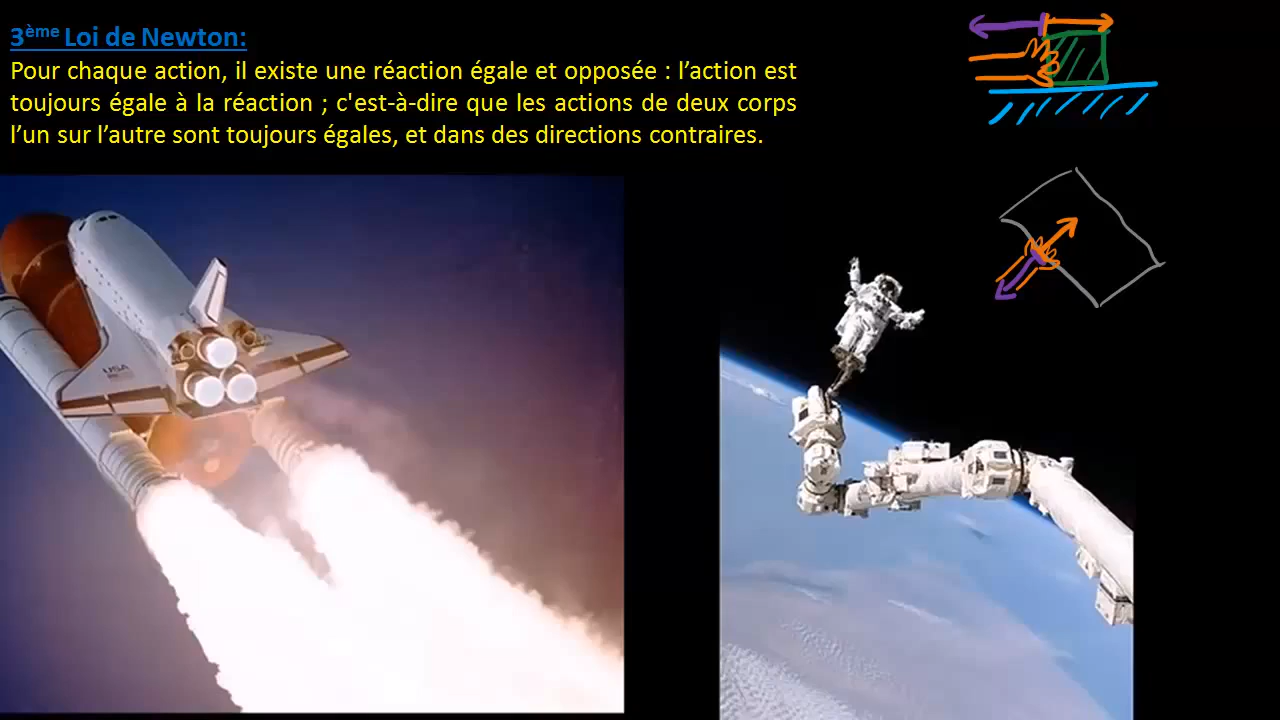 3ème Loi de Newton:
Pour chaque action, il existe une réaction égale et opposée : l’action est
toujours égale à la réaction ; c'est-à-dire que les actions de deux corps
l’un sur l’autre sont toujours égales, et dans des directions contraires.
USA